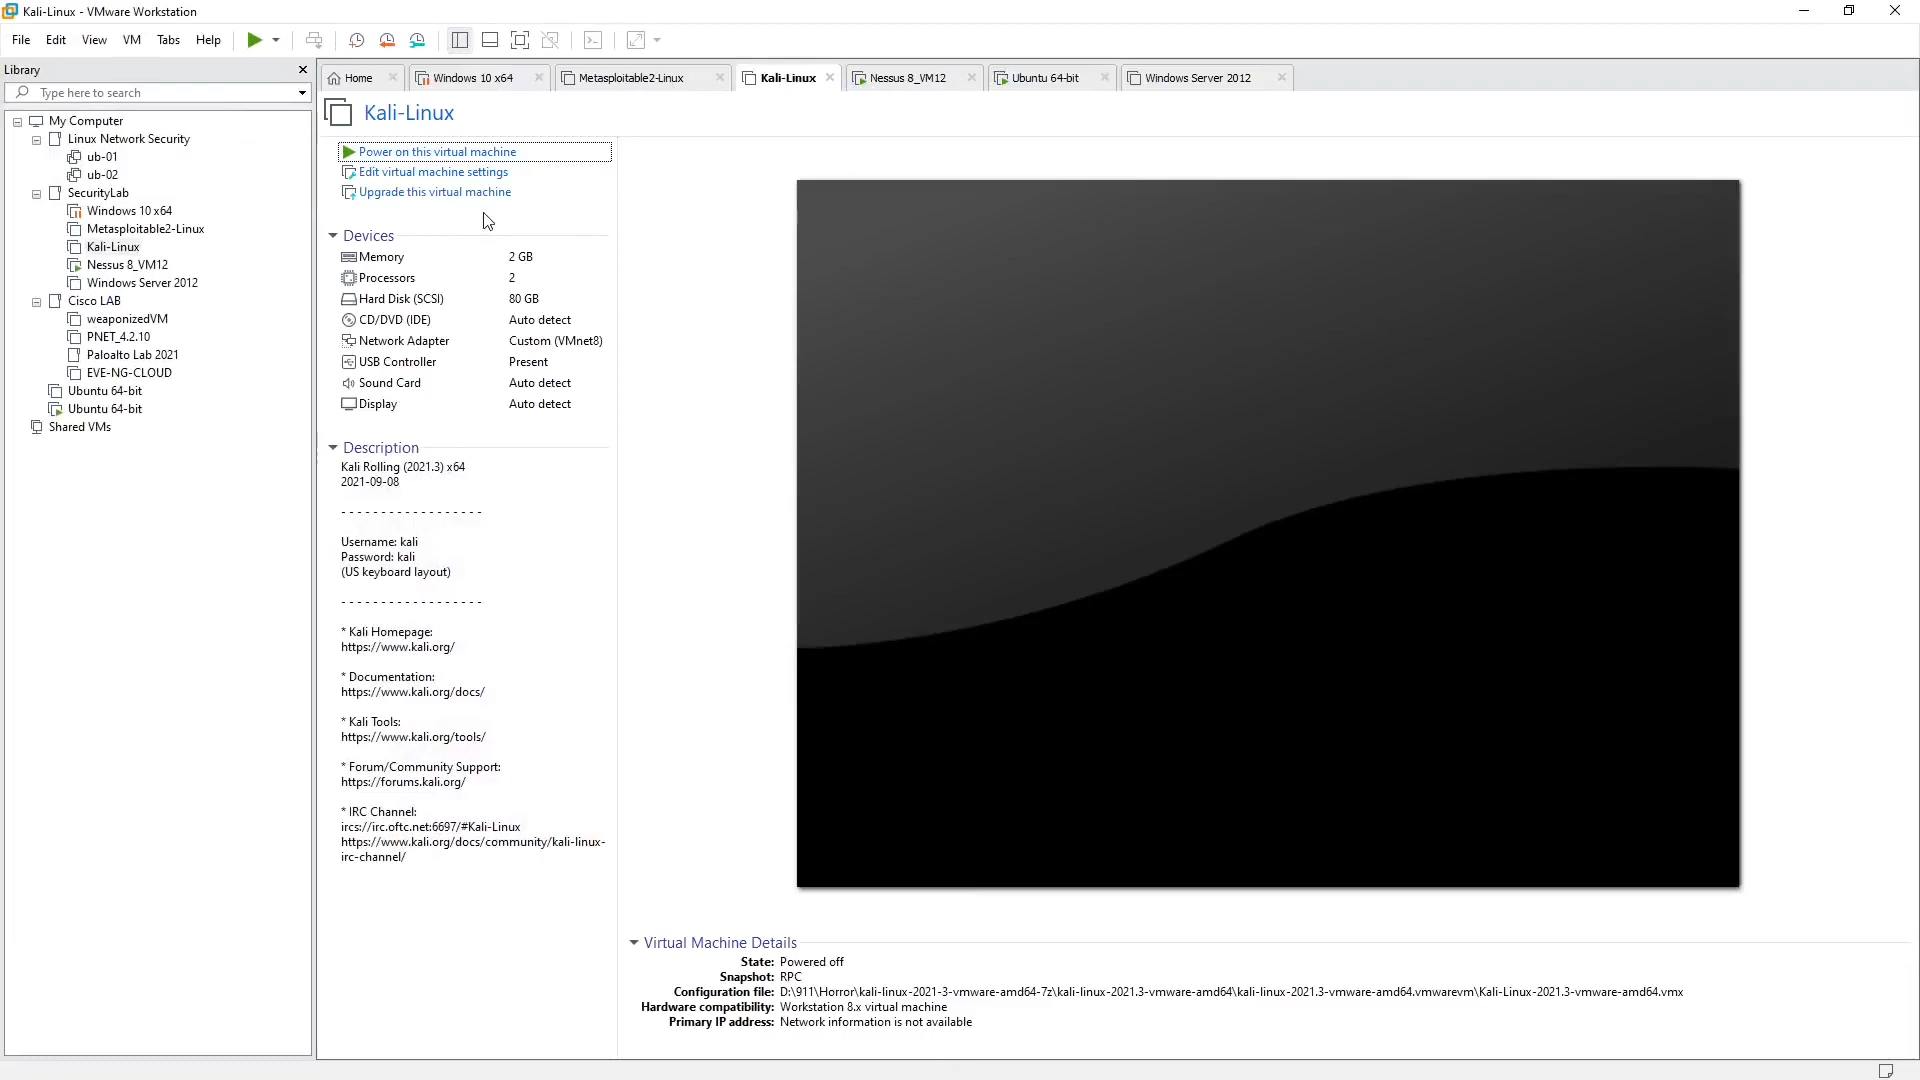 Kali-Linux - VMware Workstation
File Edit View VM Tabs Help
Library
Type here to search
My Computer
Linux Network Security
ub-01
ub-02
SecurityLab
Windows 10 x64
Metasploitable2-Linux
Kali-Linux
Nessus 8_VM12
Windows Server 2012
Cisco LAB
weaponizedVM
PNET_4.2.10
Paloalto Lab 2021
EVE-NG-CLOUD
Ubuntu 64-bit
Ubuntu 64-bit
Shared VMs
Home Windows 10 x64 Metasploitable2-Linux Kali-Linux Nessus 8_VM12 Ubuntu 64-bit Windows Server 2012
Kali-Linux
Power on this virtual machine
Edit virtual machine settings
Upgrade this virtual machine
Devices
Memory 2 GB
Processors 2
Hard Disk (SCSI) 80 GB
CD/DVD (IDE) Auto detect
Network Adapter Custom (VMnet8)
USB Controller Present
Sound Card Auto detect
Display Auto detect
Description
Kali Rolling (2021.3) x64
2021-09-08
- - - - - - - - - - - - - - - - - -
Username: kali
Password: kali
(US keyboard layout)
- - - - - - - - - - - - - - - - - -
* Kali Homepage:
https://www.kali.org/
* Documentation:
https://www.kali.org/docs/
* Kali Tools:
https://www.kali.org/tools/
* Forum/Community Support:
https://forums.kali.org/
* IRC Channel:
ircs://irc.oftc.net:6697/#Kali-Linux
https://www.kali.org/docs/community/kali-linux-
irc-channel/
Virtual Machine Details
State: Powered off
Snapshot: RPC
Configuration file: D:\911\Horror\kali-linux-2021-3-vmware-amd64-7z\kali-linux-2021.3-vmware-amd64\kali-linux-2021.3-vmware-amd64.vmwarevm\Kali-Linux-2021.3-vmware-amd64.vmx
Hardware compatibility: Workstation 8.x virtual machine
Primary IP address: Network information is not available